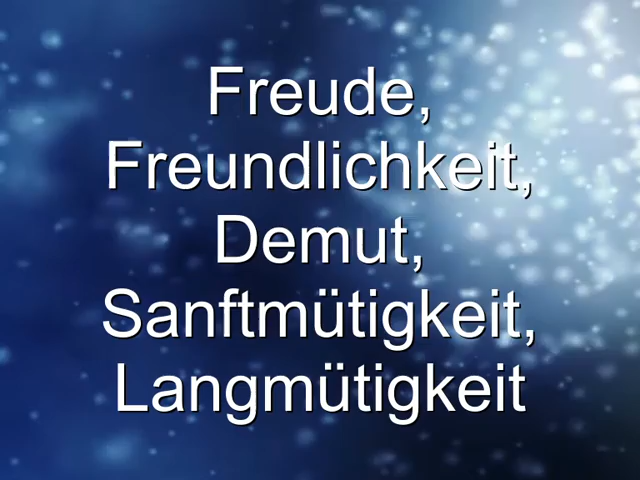 Freude,
Freundlichkeit,
Demut,
Sanftmütigkeit,
Langmütigkeit